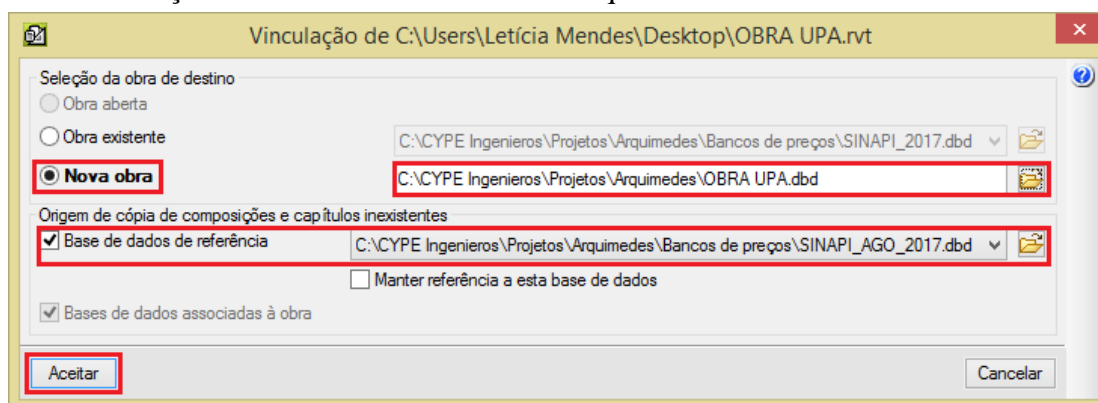 Vinculação de C:\Users\Letícia Mendes\Desktop\OBRA UPA.rvt
Seleção da obra de destino
Obra aberta
Obra existente C:\CYPE Ingenieros\Projetos\Arquimedes\Bancos de preços\SINAPI_2017.dbd
Nova obra C:\CYPE Ingenieros\Projetos\Arquimedes\OBRA UPA.dbd
Origem de cópia de composições e capítulos inexistentes
Base de dados de referência C:\CYPE Ingenieros\Projetos\Arquimedes\Bancos de preços\SINAPI_AGO_2017.dbd
Manter referência a esta base de dados
Bases de dados associadas à obra
Aceitar Cancelar